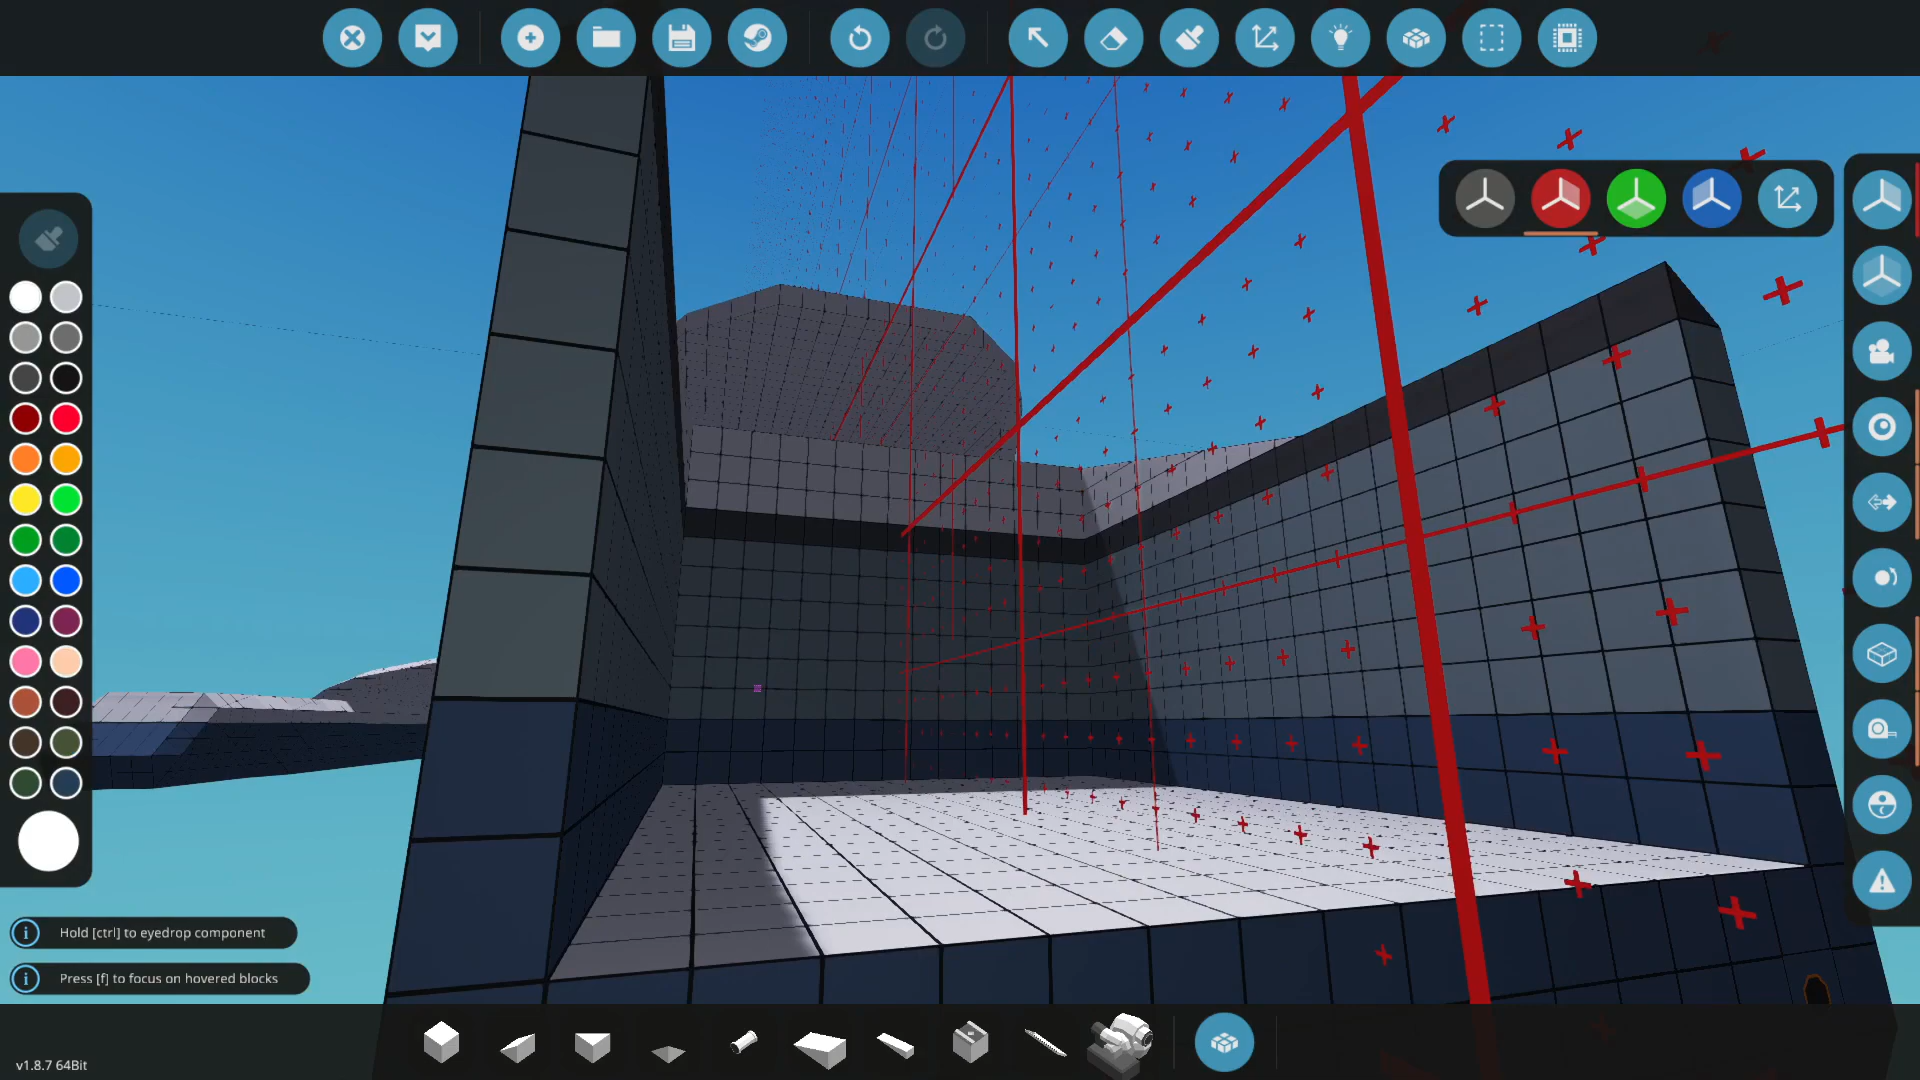 Hold [ctrl] to eyedrop component
Press [f] to focus on hovered blocks
v1.8.7 64Bit